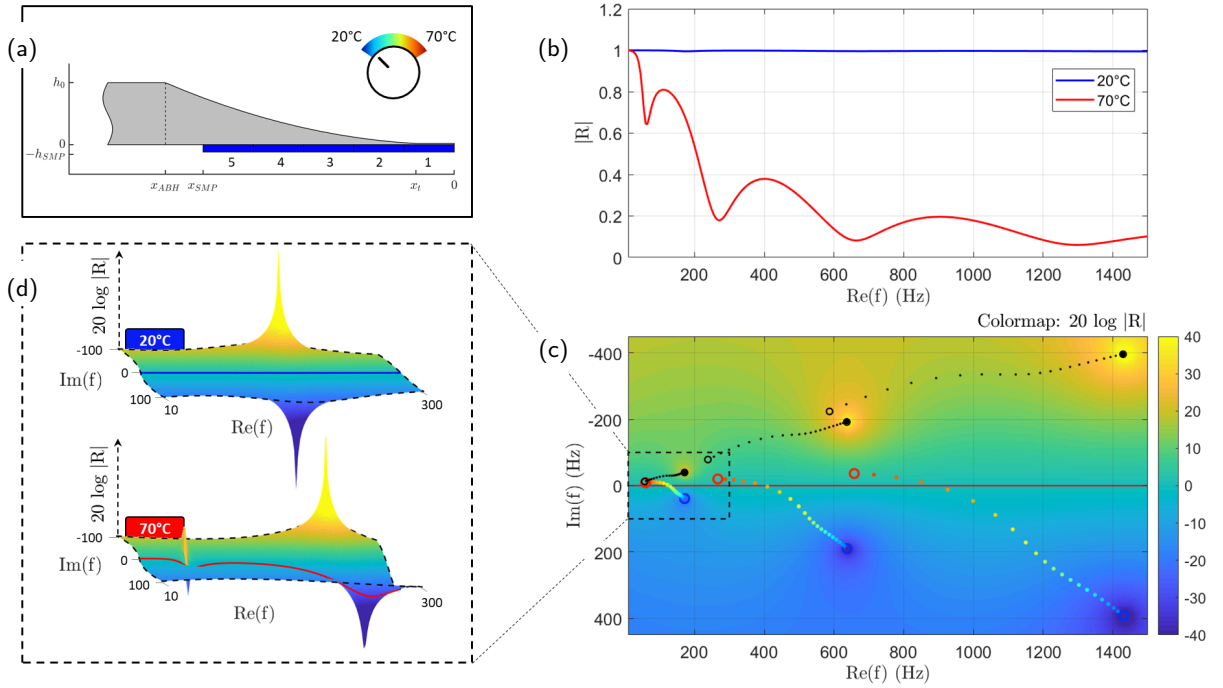 (a)
20°C 70°C
h₀
0
−h_SMP
5 4 3 2 1
x_ABH x_SMP x_t 0
(b)
|R|
1.2
1
0.8
0.6
0.4
0.2
0
20°C
70°C
200 400 600 800 1000 1200 1400
Re(f) (Hz)
(d)
20 log |R|
20°C
-100
0
100
Im(f)
10
Re(f)
300
20 log |R|
70°C
-100
0
100
Im(f)
10
Re(f)
300
Colormap: 20 log |R|
(c)
Im(f) (Hz)
-400
-200
0
200
400
200 400 600 800 1000 1200 1400
Re(f) (Hz)
40
30
20
10
0
-10
-20
-30
-40